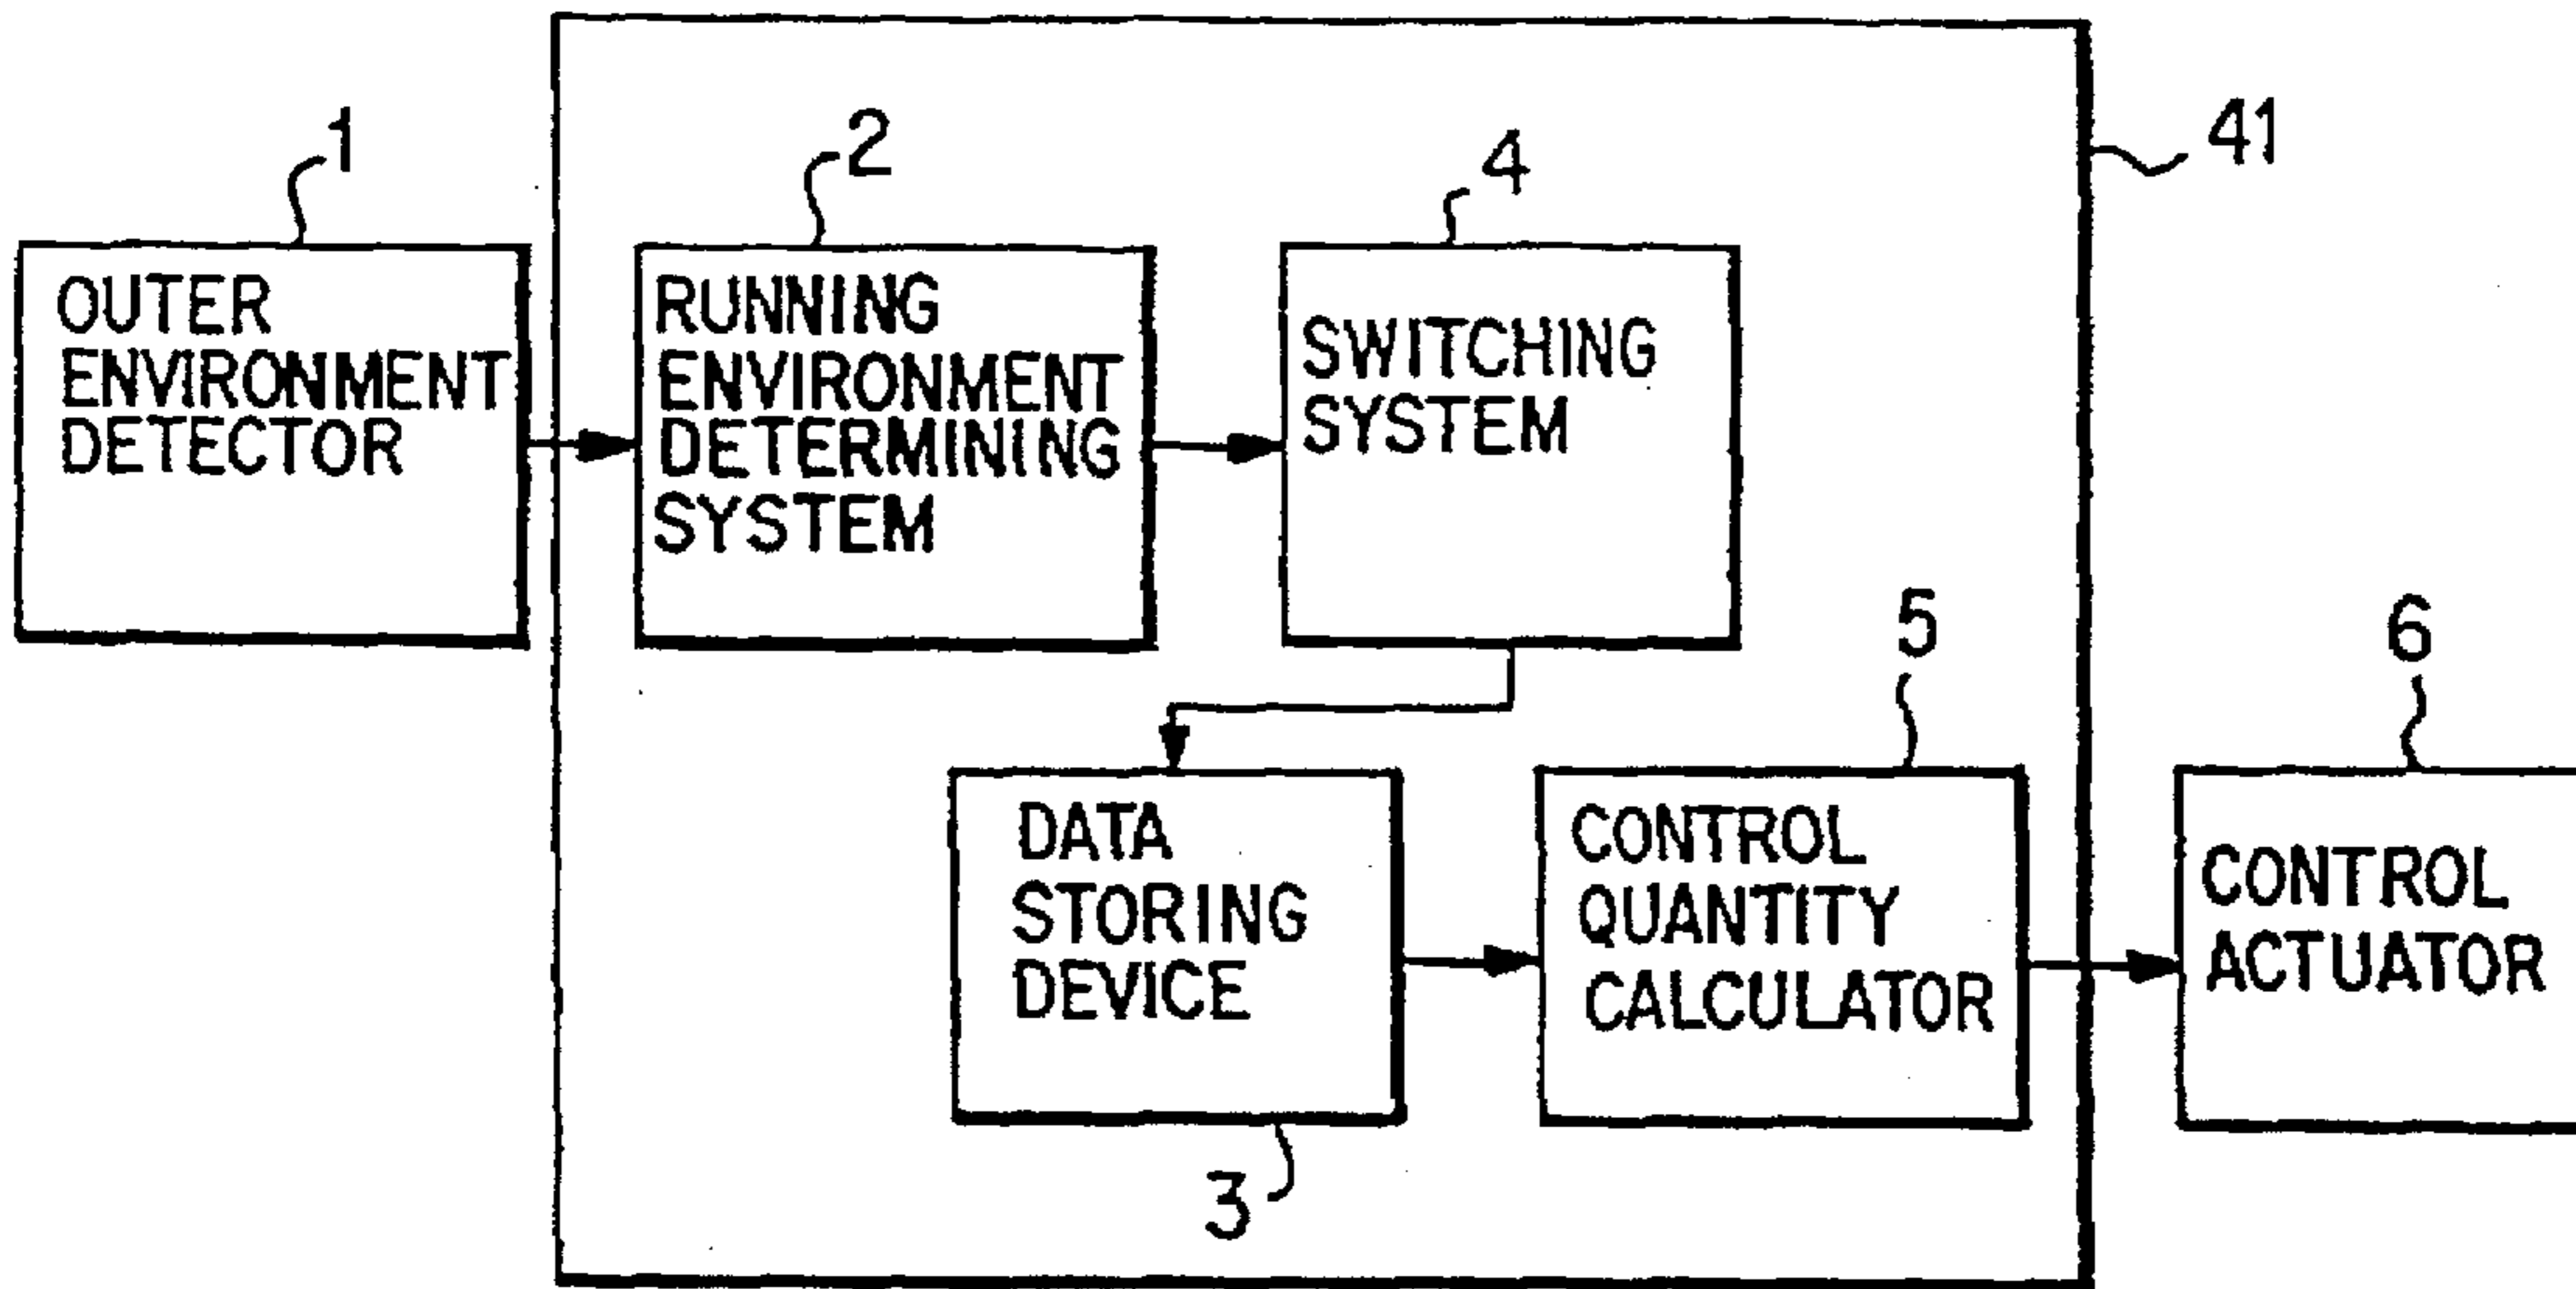 1
2
4
41
OUTER
ENVIRONMENT
DETECTOR
RUNNING
ENVIRONMENT
DETERMINING
SYSTEM
SWITCHING
SYSTEM
5
6
DATA
STORING
DEVICE
CONTROL
QUANTITY
CALCULATOR
CONTROL
ACTUATOR
3